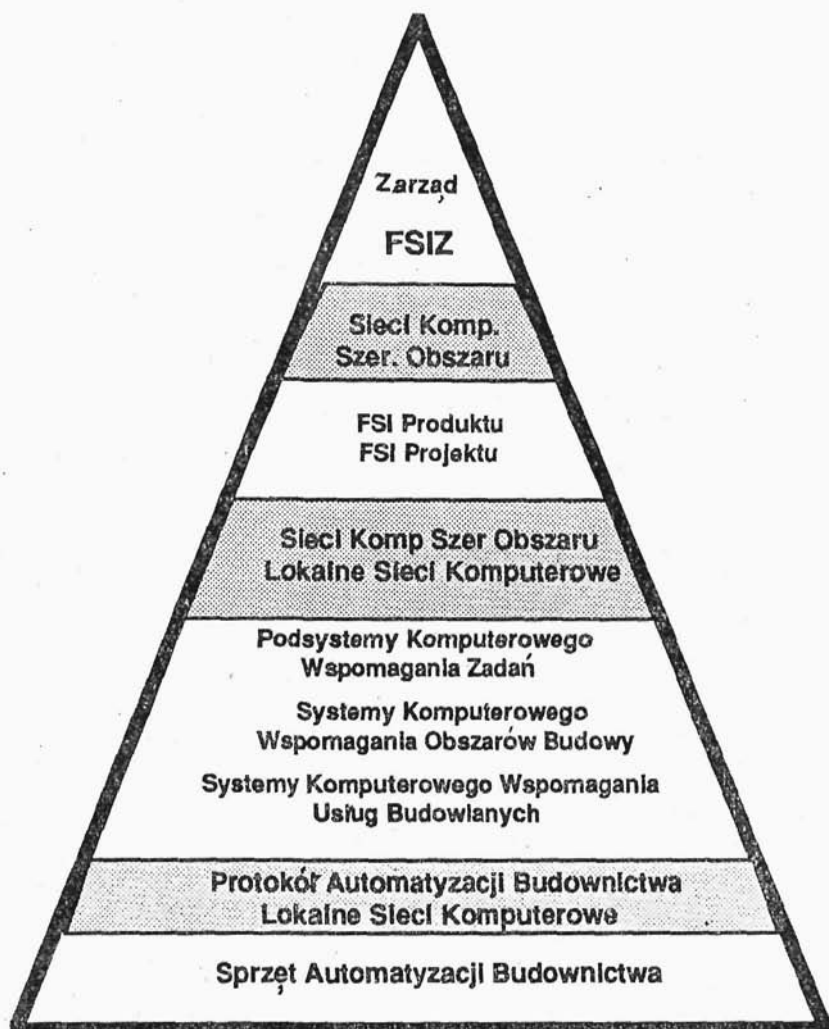 Zarząd
FSIZ
Sieci Komp.
Szer. Obszaru
FSI Produktu
FSI Projektu
Sieci Komp Szer Obszaru
Lokalne Sieci Komputerowe
Podsystemy Komputerowego
Wspomagania Zadań
Systemy Komputerowego
Wspomagania Obszarów Budowy
Systemy Komputerowego Wspomagania
Usług Budowlanych
Protokór Automatyzacji Budownictwa
Lokalne Sieci Komputerowe
Sprzęt Automatyzacji Budownictwa